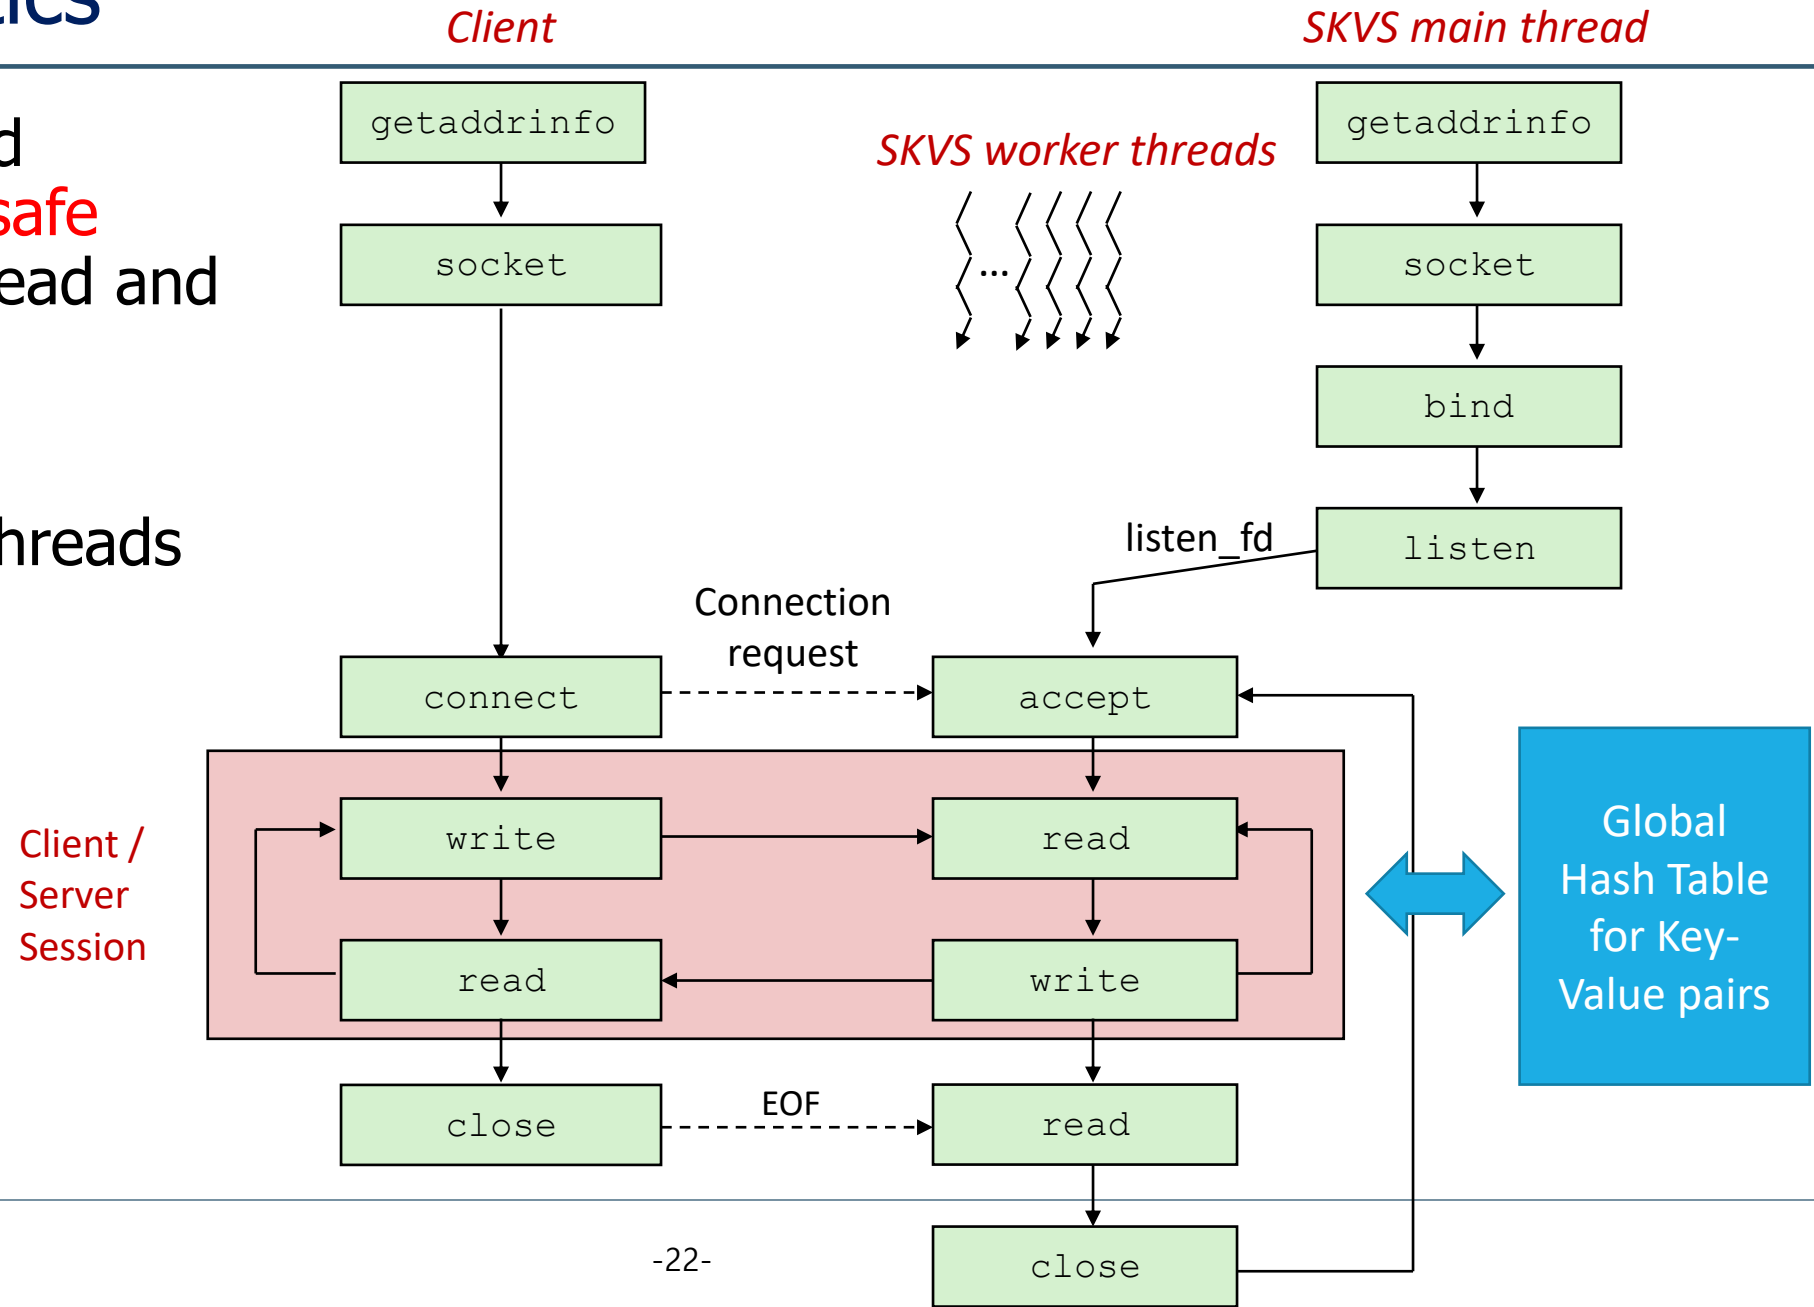 Client
SKVS main thread
safe
ead and
hreads
getaddrinfo
socket
SKVS worker threads
...
getaddrinfo
socket
bind
listen
listen_fd
Connection
request
connect
accept
Client /
Server
Session
write
read
read
write
Global
Hash Table
for Key-
Value pairs
close
EOF
read
close
-22-